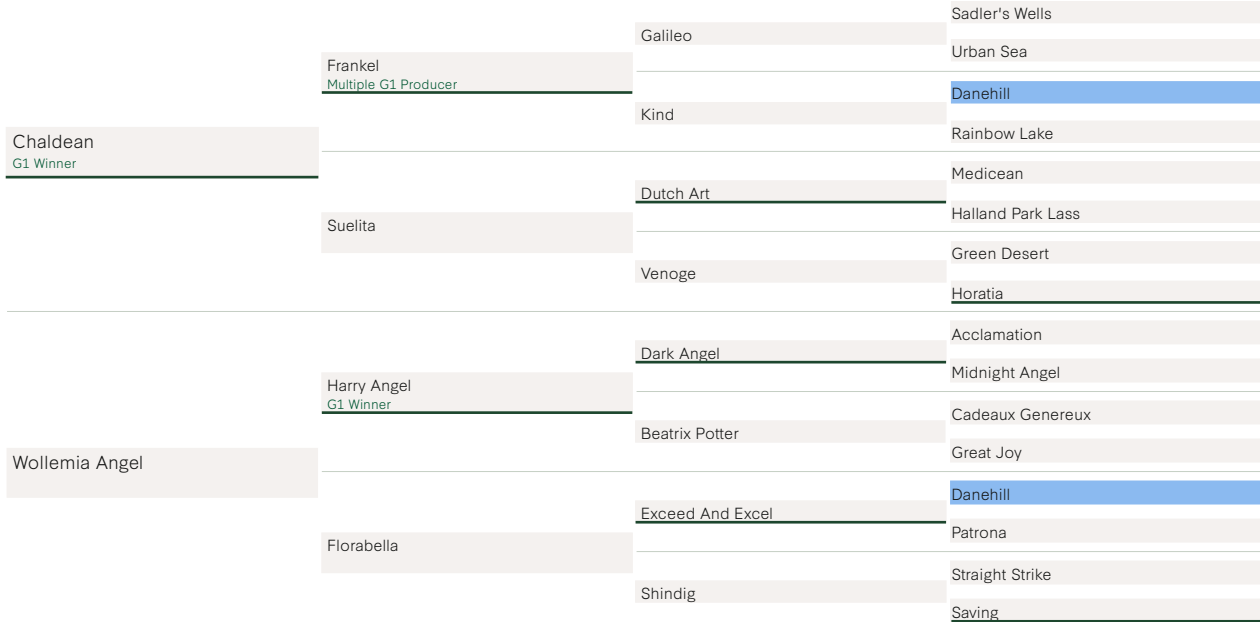 Chaldean
G1 Winner
Wollemia Angel
Frankel
Multiple G1 Producer
Suelita
Harry Angel
G1 Winner
Florabella
Galileo
Kind
Dutch Art
Venoge
Dark Angel
Beatrix Potter
Exceed And Excel
Shindig
Sadler's Wells
Urban Sea
Danehill
Rainbow Lake
Medicean
Halland Park Lass
Green Desert
Horatia
Acclamation
Midnight Angel
Cadeaux Genereux
Great Joy
Danehill
Patrona
Straight Strike
Saving